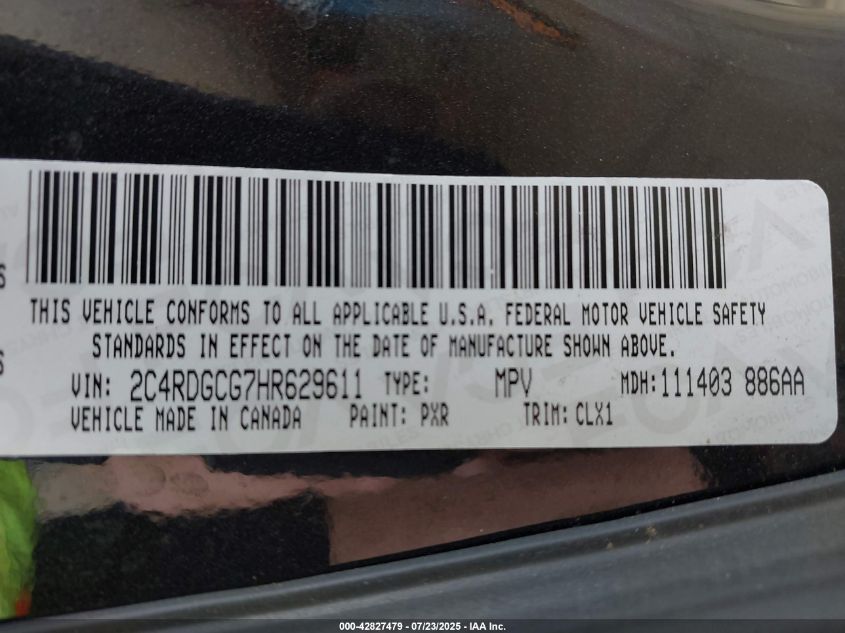 THIS VEHICLE CONFORMS TO ALL APPLICABLE U.S.A. FEDERAL MOTOR VEHICLE SAFETY
STANDARDS IN EFFECT ON THE DATE OF MANUFACTURE SHOWN ABOVE.
VIN: 2C4RDGCG7HR629611 TYPE: MPV MDH:111403 886AA
VEHICLE MADE IN CANADA PAINT: PXR TRIM: CLX1
000-42827479 - 07/23/2025 - IAA Inc.